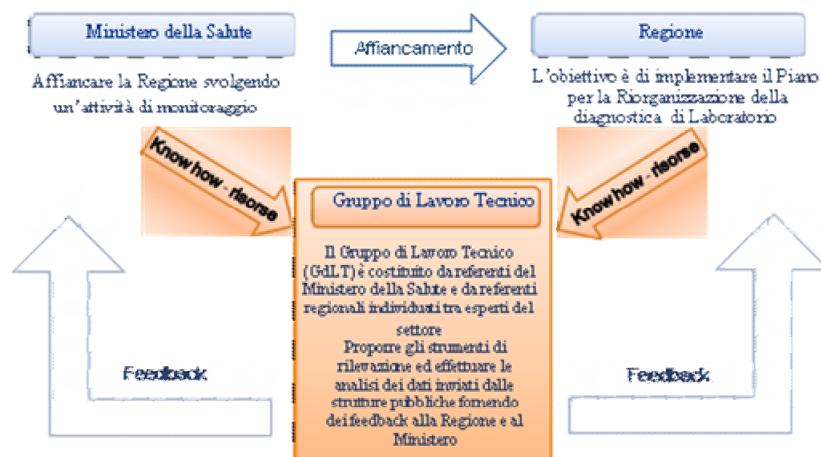 Ministero della Salute
Affiancamento
Regione
Affiancare la Regione svolgendo
un'attività di monitoraggio
L'obiettivo è di implementare il Piano
per la Riorganizzazione della
diagnostica di Laboratorio
Know how - risorse
Know how - risorse
Gruppo di Lavoro Tecnico
Il Gruppo di Lavoro Tecnico
(GdLT) è costituito da referenti del
Ministero della Salute e da referenti
regionali individuati tra esperti del
settore
Proporre gli strumenti di
rilevazione ed effettuare le
analisi dei dati inviati dalle
strutture pubbliche fornendo
dei feedback alla Regione e al
Ministero
Feedback
Feedback